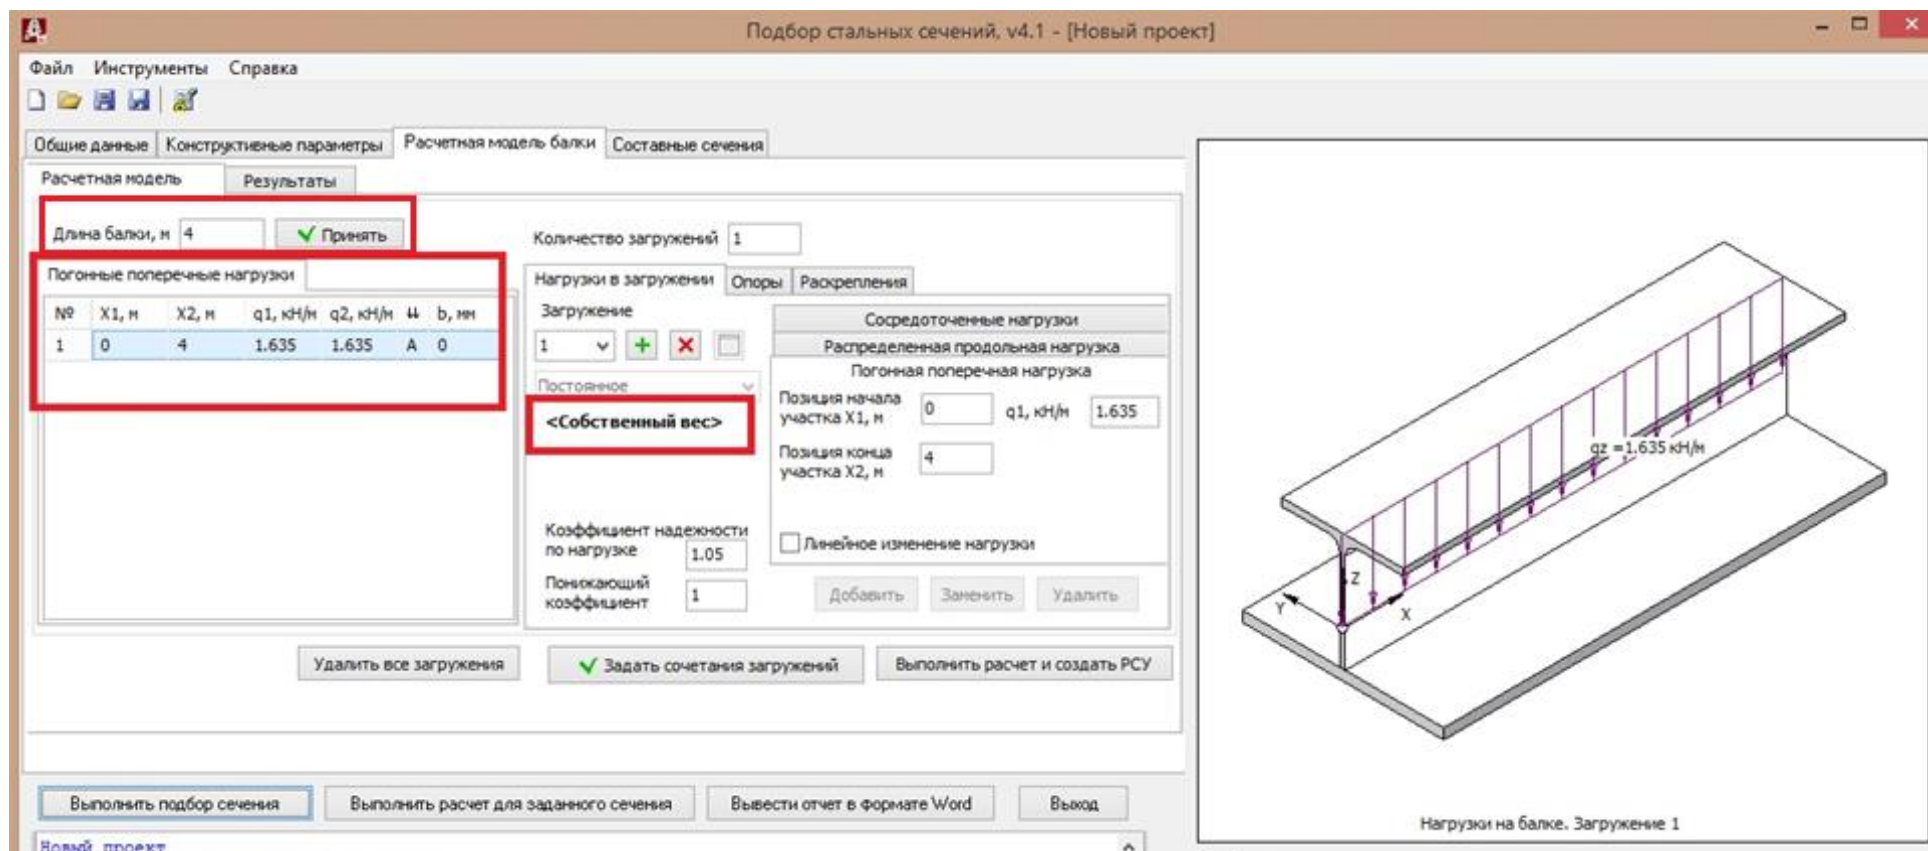 Подбор стальных сечений, v4.1 - [Новый проект]
Файл Инструменты Справка
Общие данные Конструктивные параметры Расчетная модель балки Составные сечения
Расчетная модель Результаты
Длина балки, м 4 Принять
Погонные поперечные нагрузки
№ X1, м X2, м q1, кН/м q2, кН/м b, мм
1 0 4 1.635 1.635 A 0
Количество загружений 1
Нагрузки в загружении Опоры Раскрепления
Загружение
1
Постоянное
<Собственный вес>
Коэффициент надежности
по нагрузке 1.05
Понижающий
коэффициент 1
Сосредоточенные нагрузки
Распределенная продольная нагрузка
Погонная поперечная нагрузка
Позиция начала
участка X1, м 0 q1, кН/м 1.635
Позиция конца
участка X2, м 4
Линейное изменение нагрузки
Добавить Заменить Удалить
Удалить все загружения Задать сочетания загружений Выполнить расчет и создать РСУ
Выполнить подбор сечения Выполнить расчет для заданного сечения Вывести отчет в формате Word Выход
Новый проект
qz =1.635 кН/м
Z
Y
X
Нагрузки на балке. Загружение 1